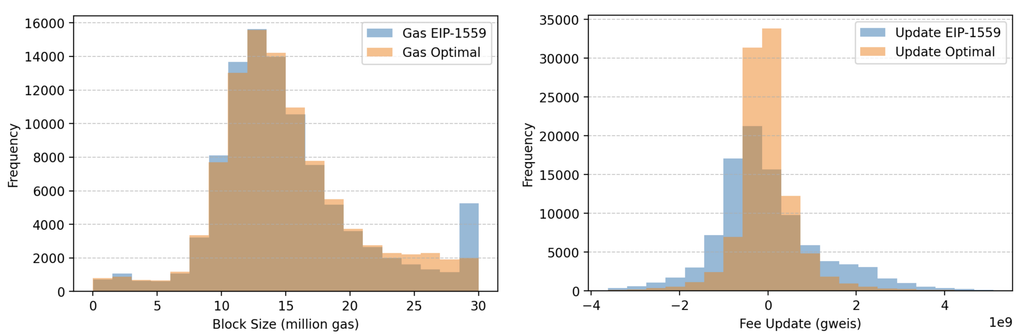 16000
14000
12000
10000
8000
6000
4000
2000
0
Frequency
0 5 10 15 20 25 30
Block Size (million gas)
Gas EIP-1559
Gas Optimal
35000
30000
25000
20000
15000
10000
5000
0
Frequency
−4 −2 0 2 4
1e9
Fee Update (gweis)
Update EIP-1559
Update Optimal